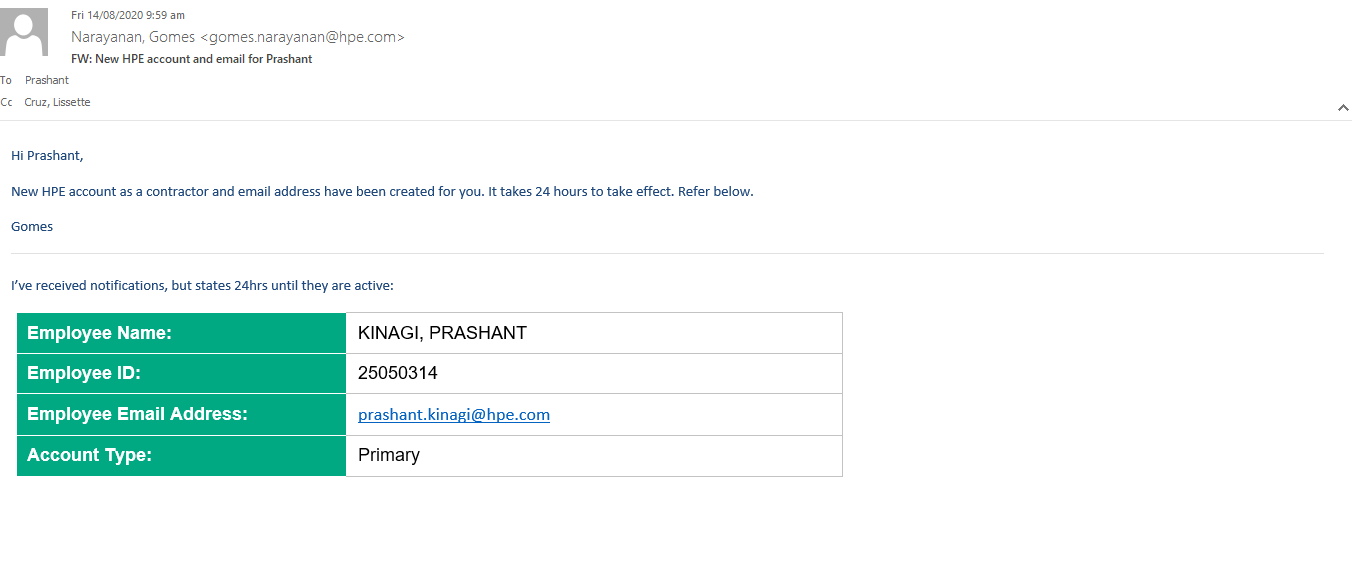 Fri 14/08/2020 9:59 am
Narayanan, Gomes <gomes.narayanan@hpe.com>
FW: New HPE account and email for Prashant
To Prashant
Cc Cruz, Lissette
Hi Prashant,
New HPE account as a contractor and email address have been created for you. It takes 24 hours to take effect. Refer below.
Gomes
I've received notifications, but states 24hrs until they are active:
Employee Name: KINAGI, PRASHANT
Employee ID: 25050314
Employee Email Address: prashant.kinagi@hpe.com
Account Type: Primary